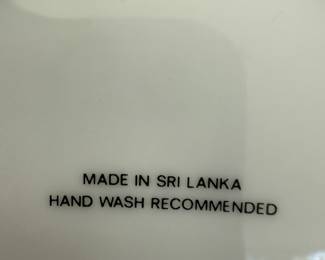 MADE IN SRI LANKA
HAND WASH RECOMMENDED